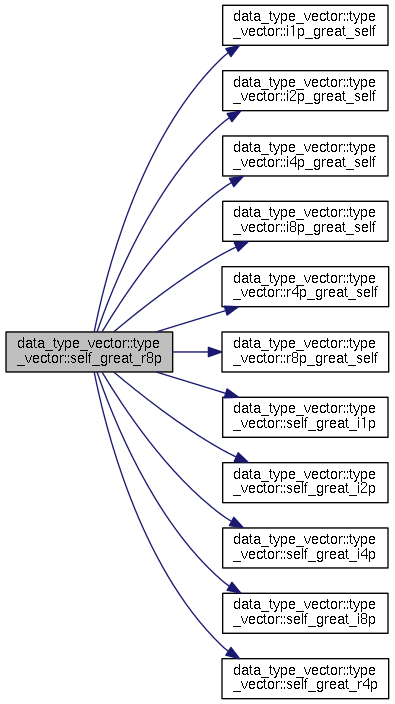 data_type_vector::type
_vector::i1p_great_self
data_type_vector::type
_vector::i2p_great_self
data_type_vector::type
_vector::i4p_great_self
data_type_vector::type
_vector::i8p_great_self
data_type_vector::type
_vector::r4p_great_self
data_type_vector::type
_vector::self_great_r8p
data_type_vector::type
_vector::r8p_great_self
data_type_vector::type
_vector::self_great_i1p
data_type_vector::type
_vector::self_great_i2p
data_type_vector::type
_vector::self_great_i4p
data_type_vector::type
_vector::self_great_i8p
data_type_vector::type
_vector::self_great_r4p